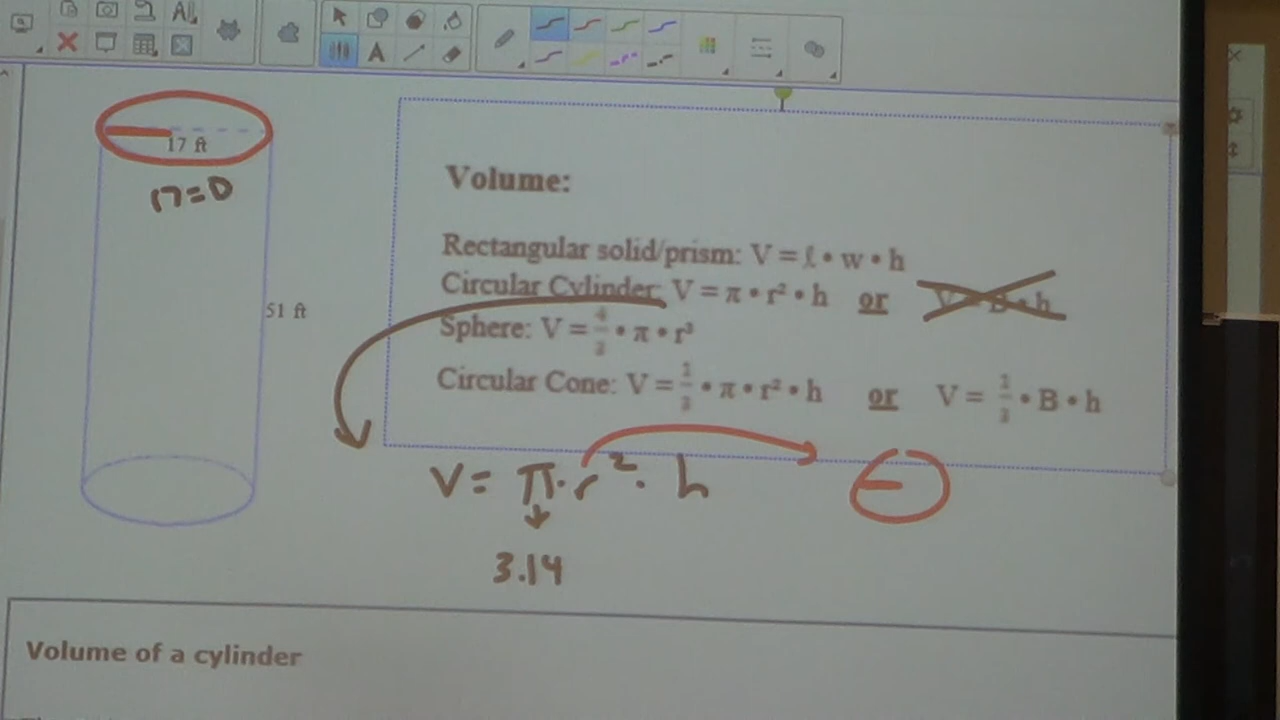 17 ft
17=D
51 ft
Volume:
Rectangular solid/prism: V = ℓ • w • h
Circular Cylinder: V = π • r² • h or V = B • h
Sphere: V = 4/3 • π • r³
Circular Cone: V = 1/3 • π • r² • h or V = 1/3 • B • h
V = π · r² · h
3.14
Volume of a cylinder